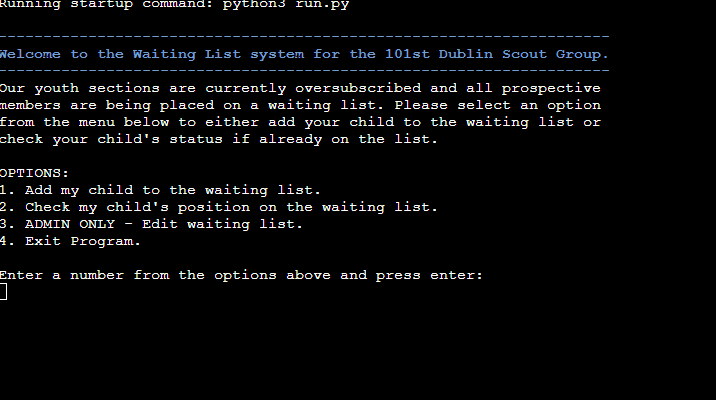 Running startup command: python3 run.py
--------------------------------------------------------------------------
Welcome to the Waiting List system for the 101st Dublin Scout Group.
--------------------------------------------------------------------------
Our youth sections are currently oversubscribed and all prospective
members are being placed on a waiting list. Please select an option
from the menu below to either add your child to the waiting list or
check your child's status if already on the list.
OPTIONS:
1. Add my child to the waiting list.
2. Check my child's position on the waiting list.
3. ADMIN ONLY - Edit waiting list.
4. Exit Program.
Enter a number from the options above and press enter: